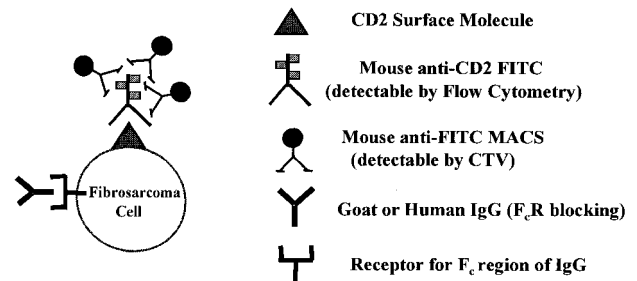 CD2 Surface Molecule
Mouse anti-CD2 FITC
(detectable by Flow Cytometry)
Mouse anti-FITC MACS
(detectable by CTV)
Fibrosarcoma
Cell
Goat or Human IgG (FcR blocking)
Receptor for Fc region of IgG